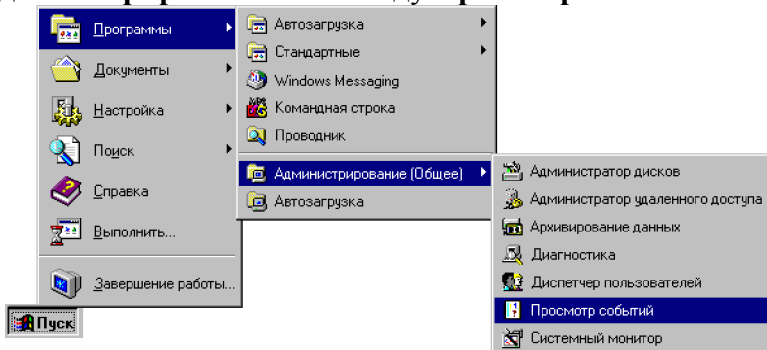 Программы
Документы
Настройка
Поиск
Справка
Выполнить...
Завершение работы...
Пуск
Автозагрузка
Стандартные
Windows Messaging
Командная строка
Проводник
Администрирование (Общее)
Автозагрузка
Администратор дисков
Администратор удаленного доступа
Архивирование данных
Диагностика
Диспетчер пользователей
Просмотр событий
Системный монитор